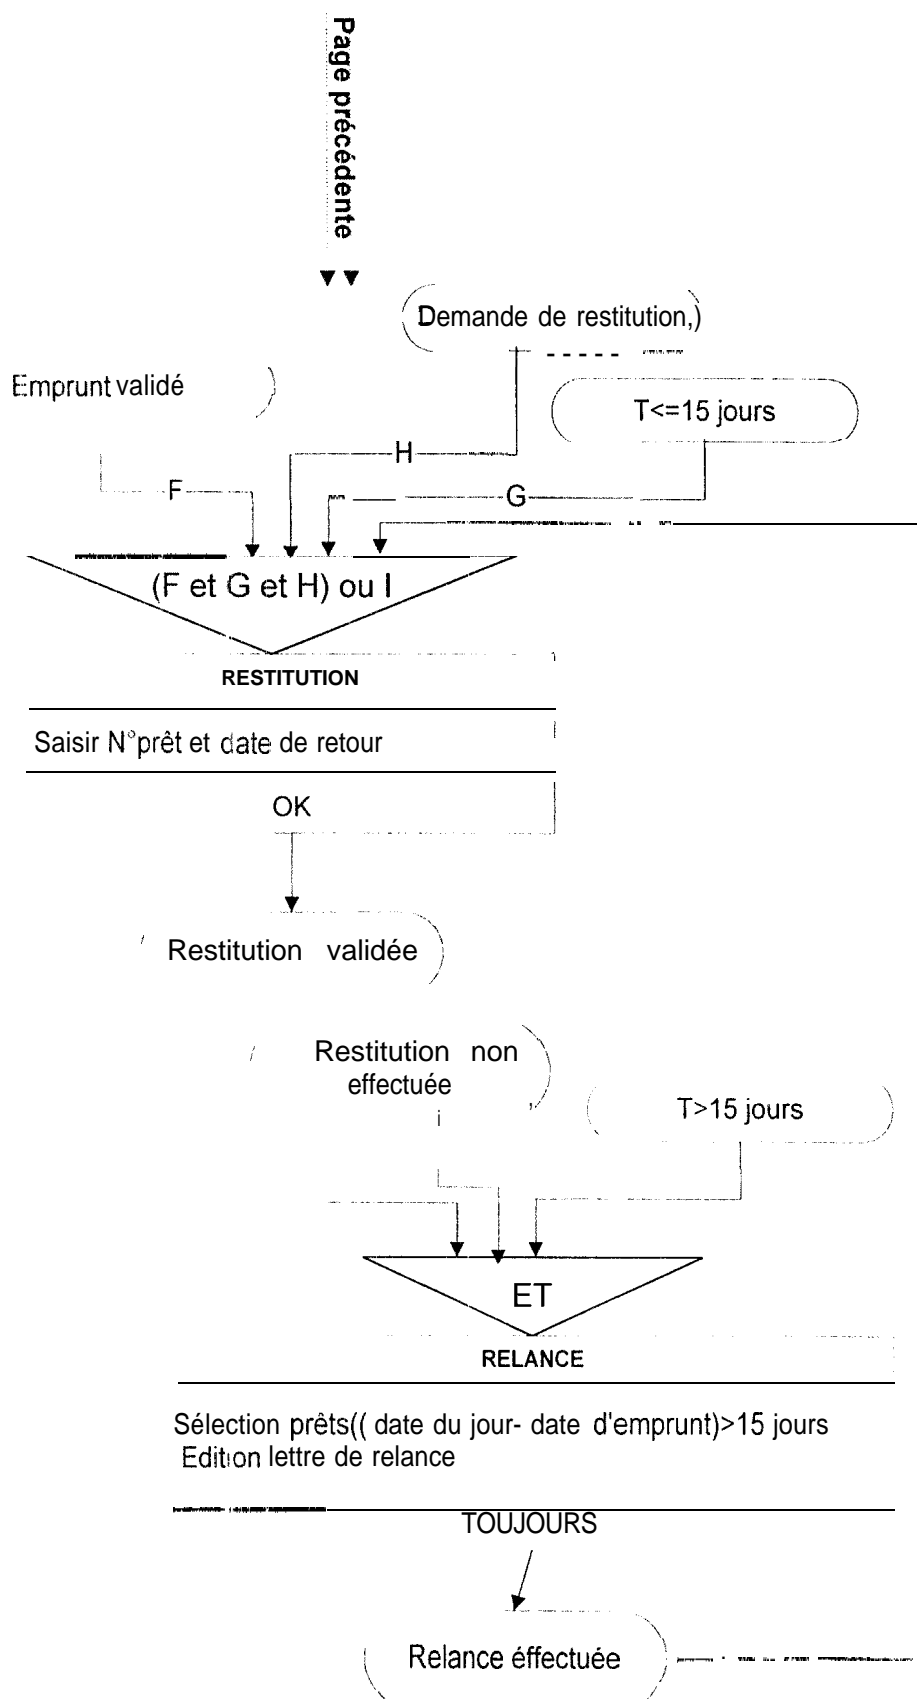 Page précédente
Demande de restitution,)
Emprunt validé
T<=15 jours
H
F
G
(F et G et H) ou I
RESTITUTION
Saisir N°prêt et date de retour
OK
Restitution validée
Restitution non
effectuée
T>15 jours
ET
RELANCE
Sélection prêts(( date du jour- date d'emprunt)>15 jours
Edition lettre de relance
TOUJOURS
Relance éffectuée